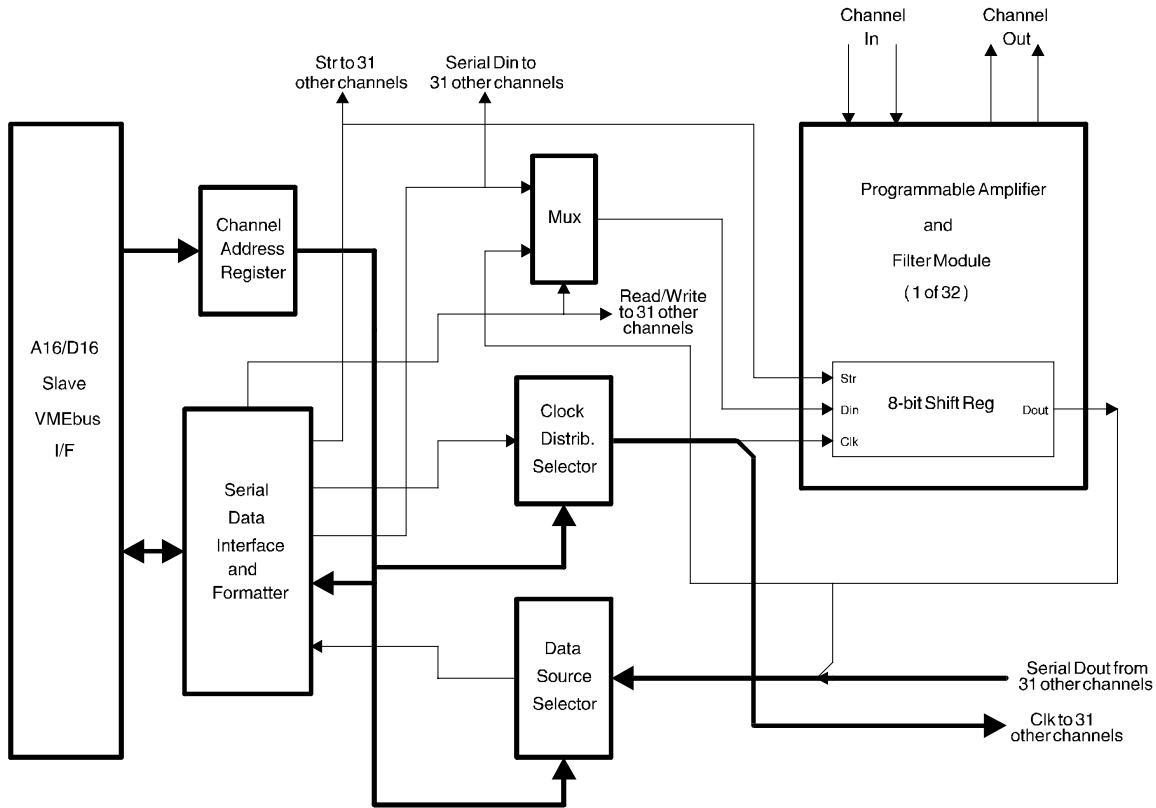 Channel
In
Channel
Out
Str to 31
other channels
Serial Din to
31 other channels
Programmable Amplifier
and
Filter Module
( 1 of 32 )
Channel
Address
Register
Mux
Read/Write
to 31 other
channels
A16/D16
Slave
VMEbus
I/F
Str
Din
Clk
8-bit Shift Reg
Dout
Clock
Distrib.
Selector
Serial
Data
Interface
and
Formatter
Data
Source
Selector
Serial Dout from
31 other channels
Clk to 31
other channels